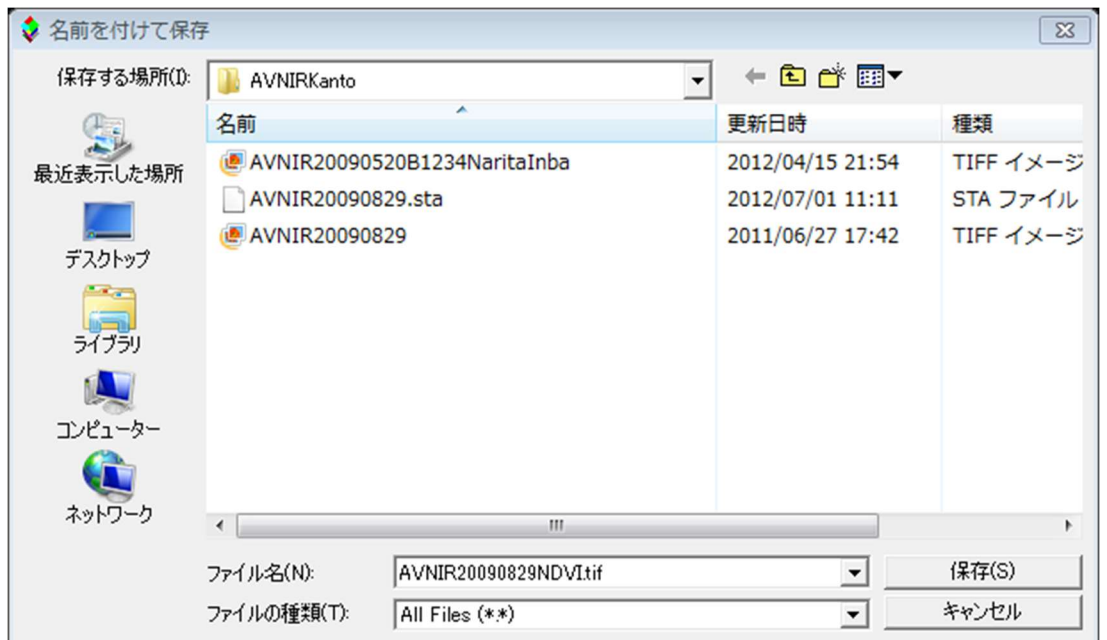 名前を付けて保存
保存する場所(I): AVNIRKanto
名前 更新日時 種類
AVNIR20090520B1234NaritaInba 2012/04/15 21:54 TIFF イメージ
AVNIR20090829.sta 2012/07/01 11:11 STA ファイル
AVNIR20090829 2011/06/27 17:42 TIFF イメージ
最近表示した場所
デスクトップ
ライブラリ
コンピューター
ネットワーク
ファイル名(N): AVNIR20090829NDVI.tif 保存(S)
ファイルの種類(T): All Files (*.*) キャンセル